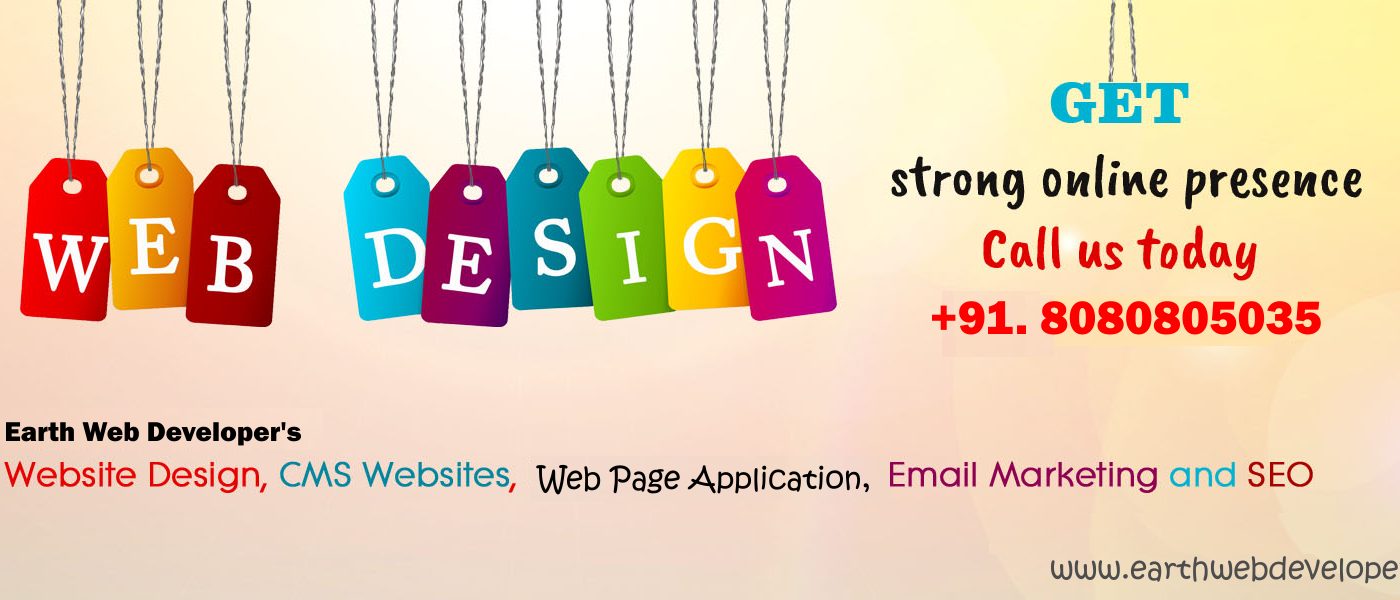 WEB DESIGN
GET
strong online presence
Call us today
+91. 8080805035
Earth Web Developer's
Website Design, CMS Websites, Web Page Application, Email Marketing and SEO
www.earthwebdevelope